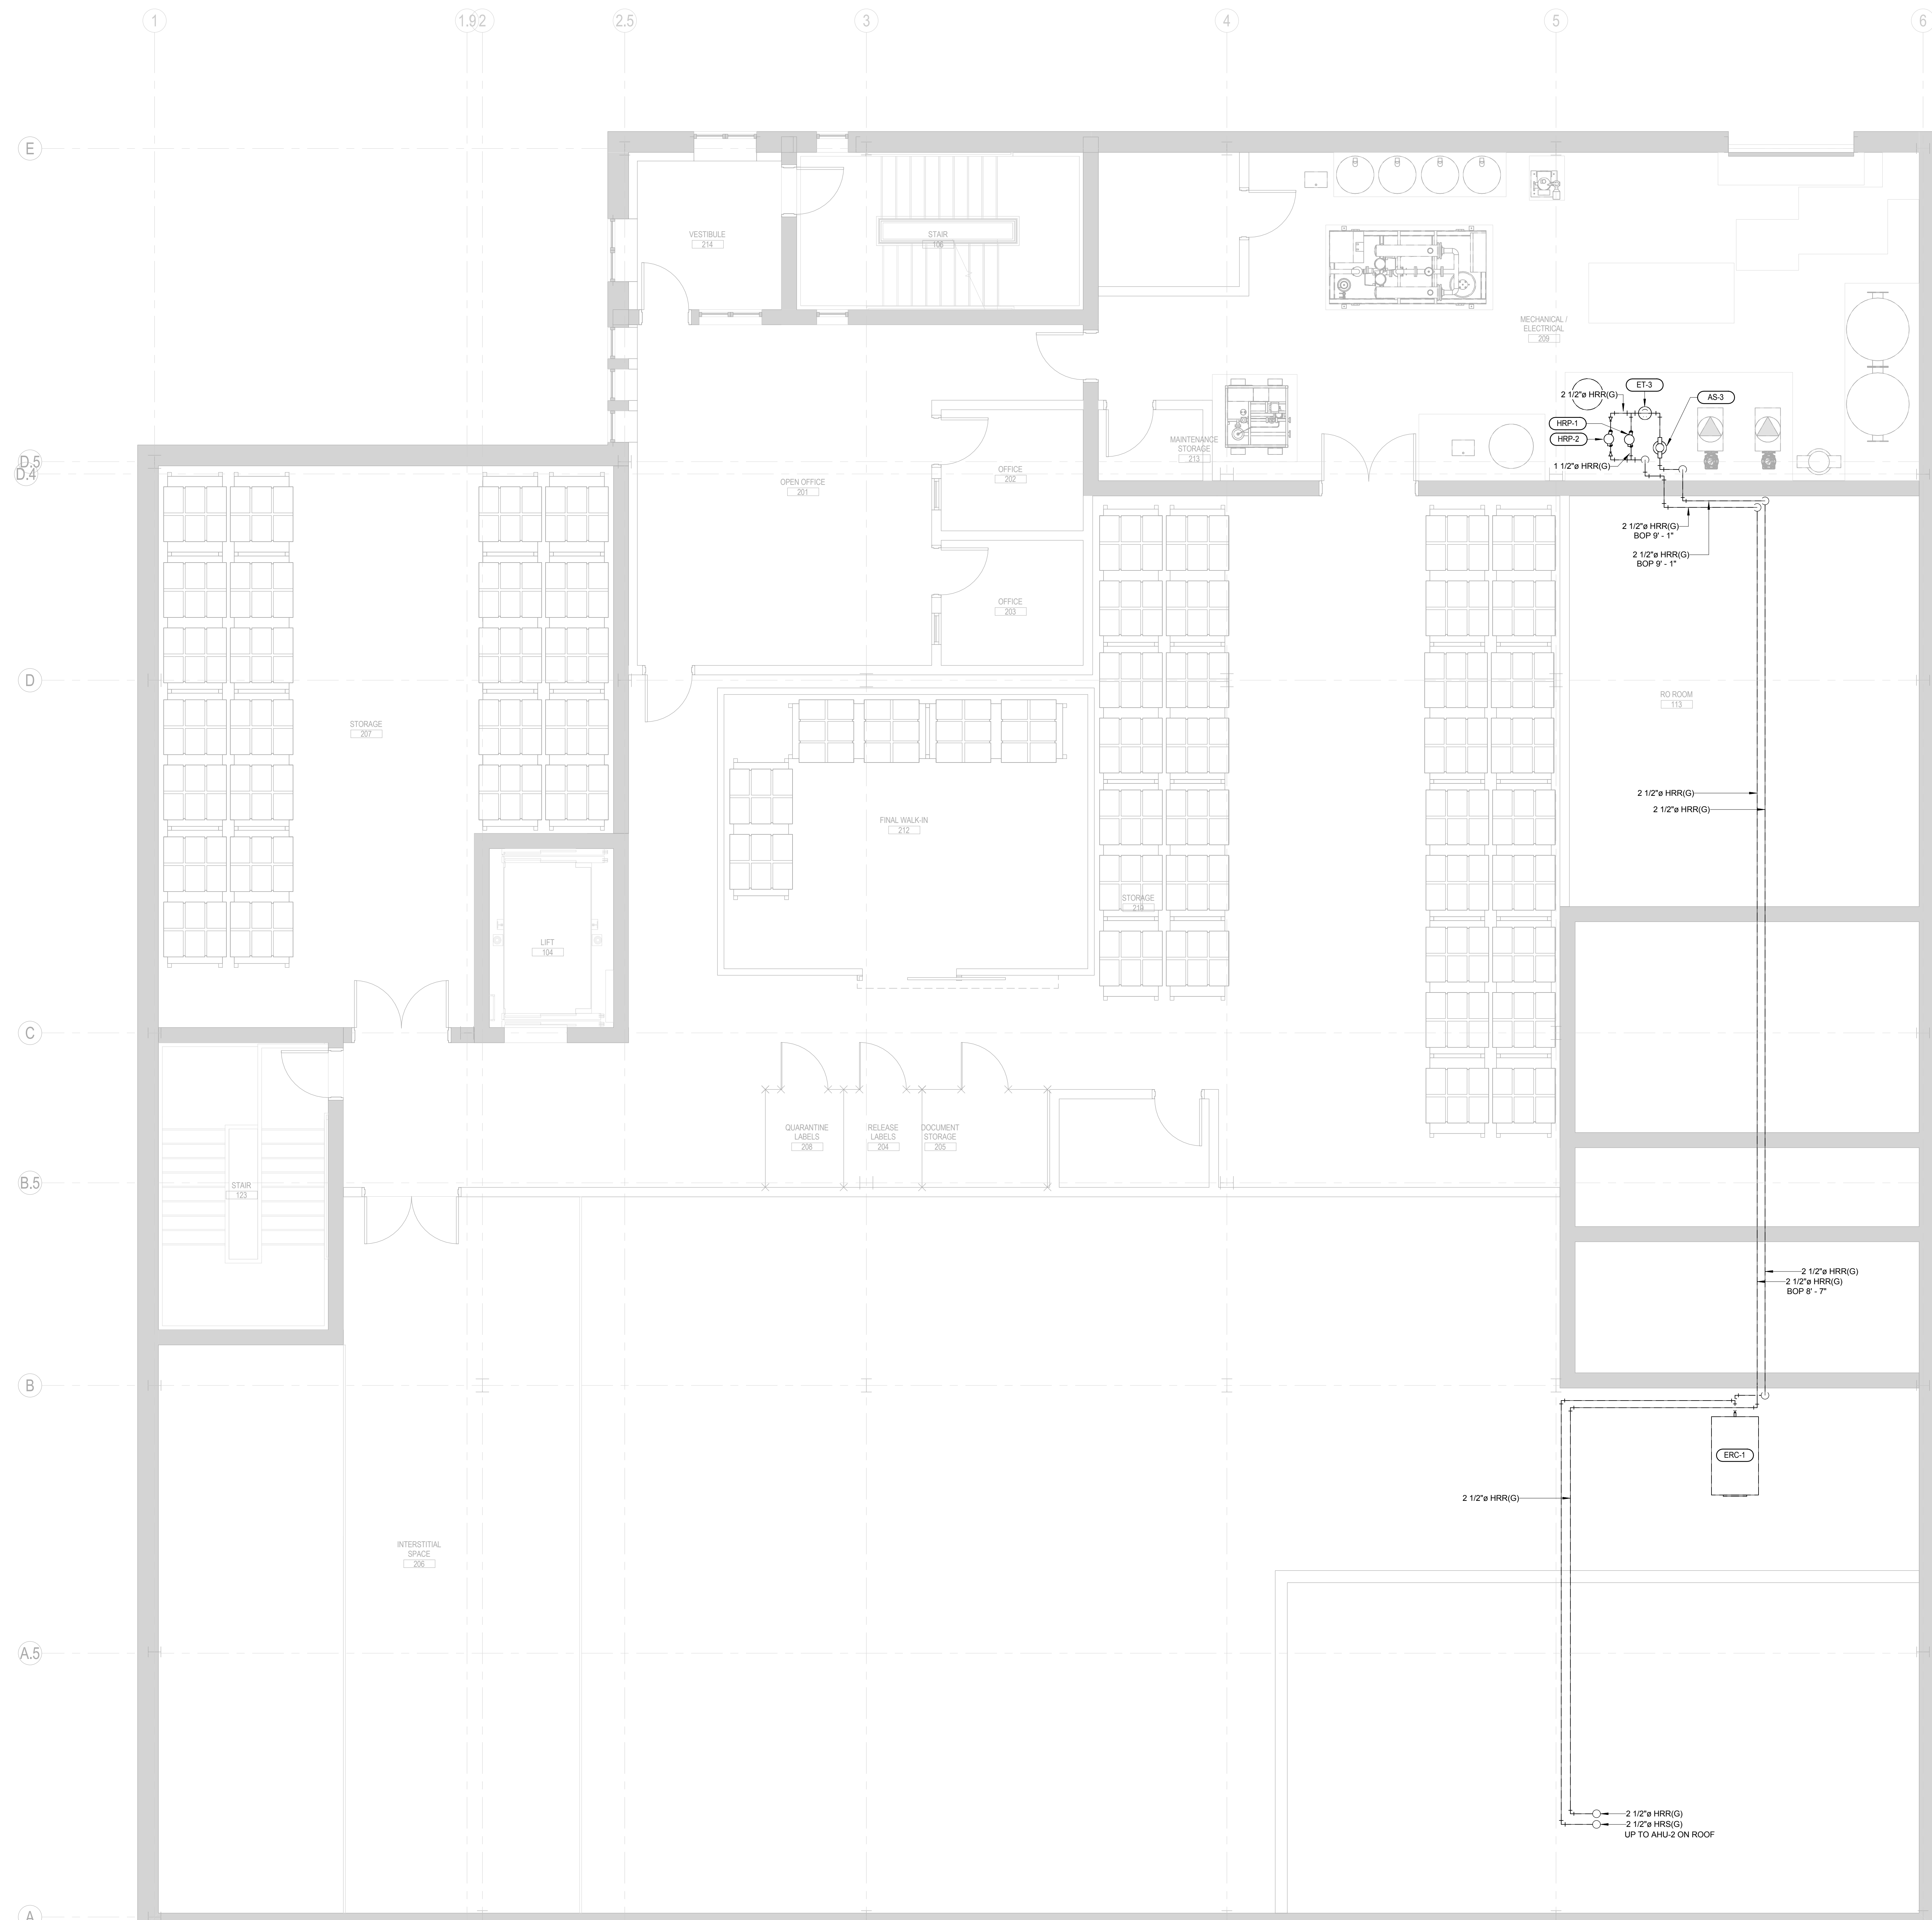 1
1.9
2
2.5
3
4
5
6
E
VESTIBULE
214
STAIR
100
MECHANICAL /
ELECTRICAL
209
2 1/2"ø HRR(G)
ET-3
AS-3
HRP-1
HRP-2
1 1/2"ø HRR(G)
D.5
D.4
MAINTENANCE
STORAGE
213
OFFICE
202
OPEN OFFICE
201
2 1/2"ø HRR(G)
BOP 9' - 1"
2 1/2"ø HRR(G)
BOP 9' - 1"
OFFICE
203
D
RO ROOM
113
STORAGE
207
2 1/2"ø HRR(G)
2 1/2"ø HRR(G)
FINAL WALK-IN
212
STORAGE
LIFT
104
C
QUARANTINE
LABELS
208
RELEASE
LABELS
204
DOCUMENT
STORAGE
205
B.5
STAIR
123
2 1/2"ø HRR(G)
2 1/2"ø HRR(G)
BOP 8' - 7"
B
ERC-1
2 1/2"ø HRR(G)
INTERSTITIAL
SPACE
206
A.5
2 1/2"ø HRR(G)
2 1/2"ø HRS(G)
UP TO AHU-2 ON ROOF
A